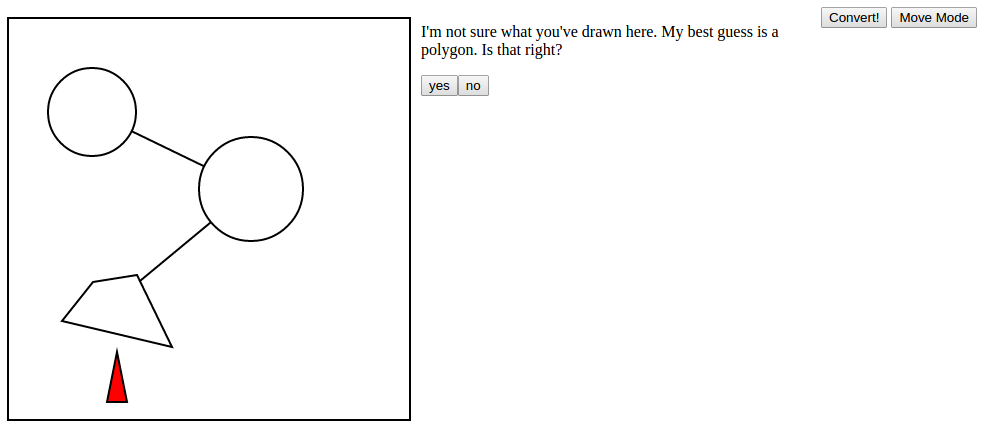 Convert! Move Mode
I'm not sure what you've drawn here. My best guess is a
polygon. Is that right?
yes no